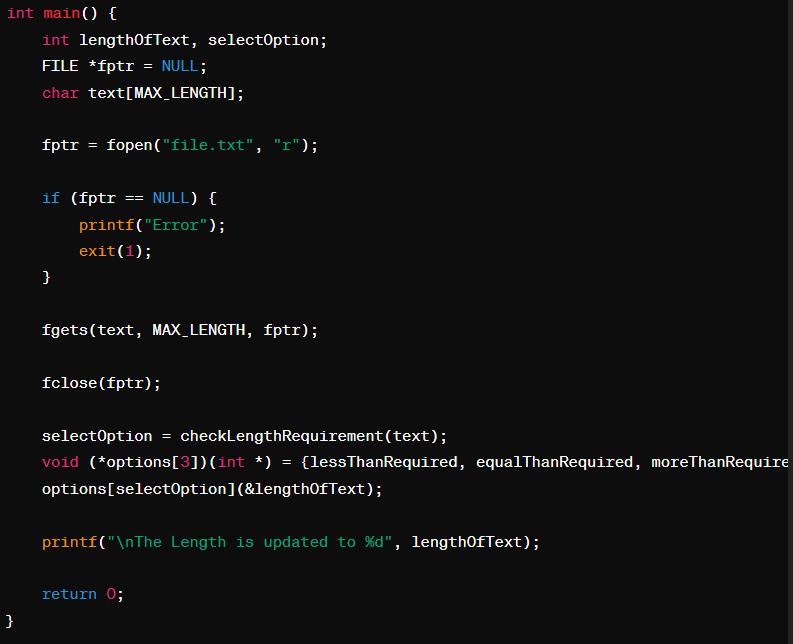 int main() {
    int lengthOfText, selectOption;
    FILE *fptr = NULL;
    char text[MAX_LENGTH];

    fptr = fopen("file.txt", "r");

    if (fptr == NULL) {
        printf("Error");
        exit(1);
    }

    fgets(text, MAX_LENGTH, fptr);

    fclose(fptr);

    selectOption = checkLengthRequirement(text);
    void (*options[3])(int *) = {lessThanRequired, equalThanRequired, moreThanRequire
    options[selectOption](&lengthOfText);

    printf("\nThe Length is updated to %d", lengthOfText);

    return 0;
}